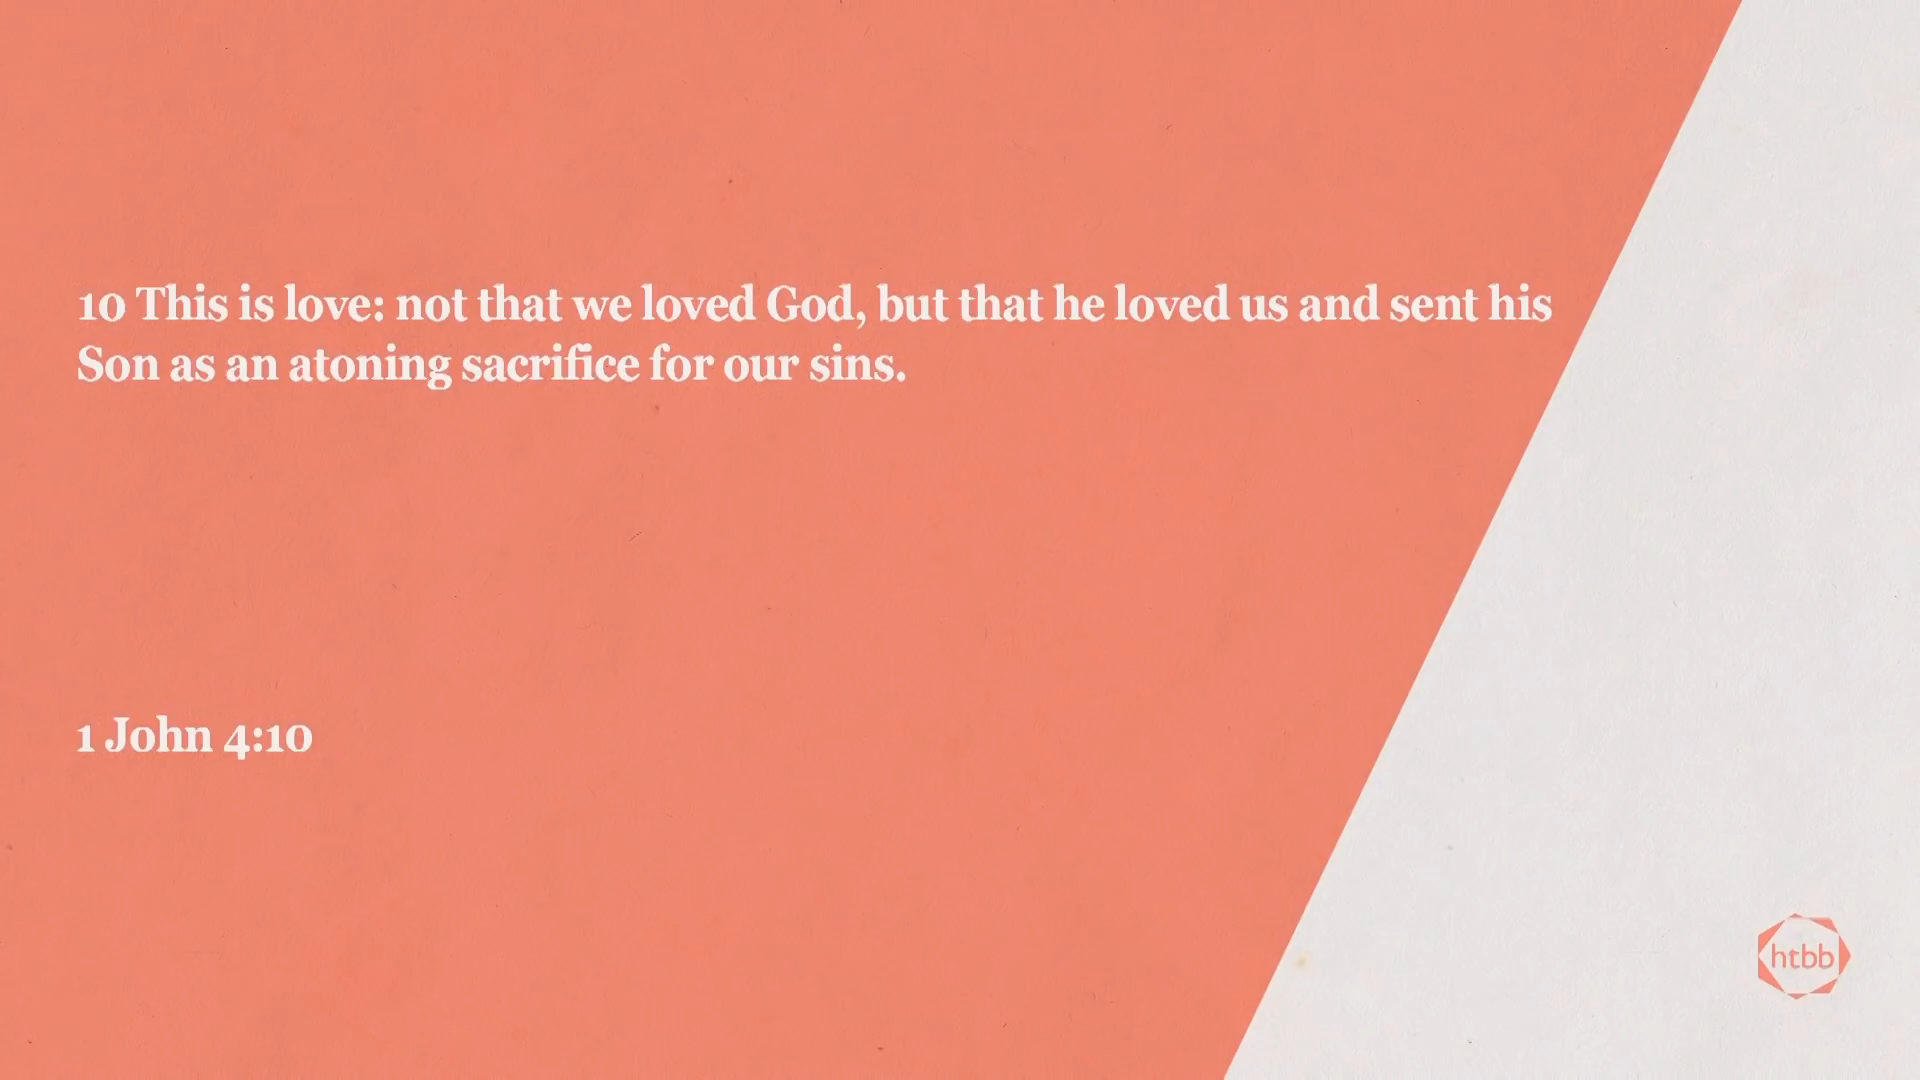 10 This is love: not that we loved God, but that he loved us and sent his
Son as an atoning sacrifice for our sins.
1 John 4:10
htbb